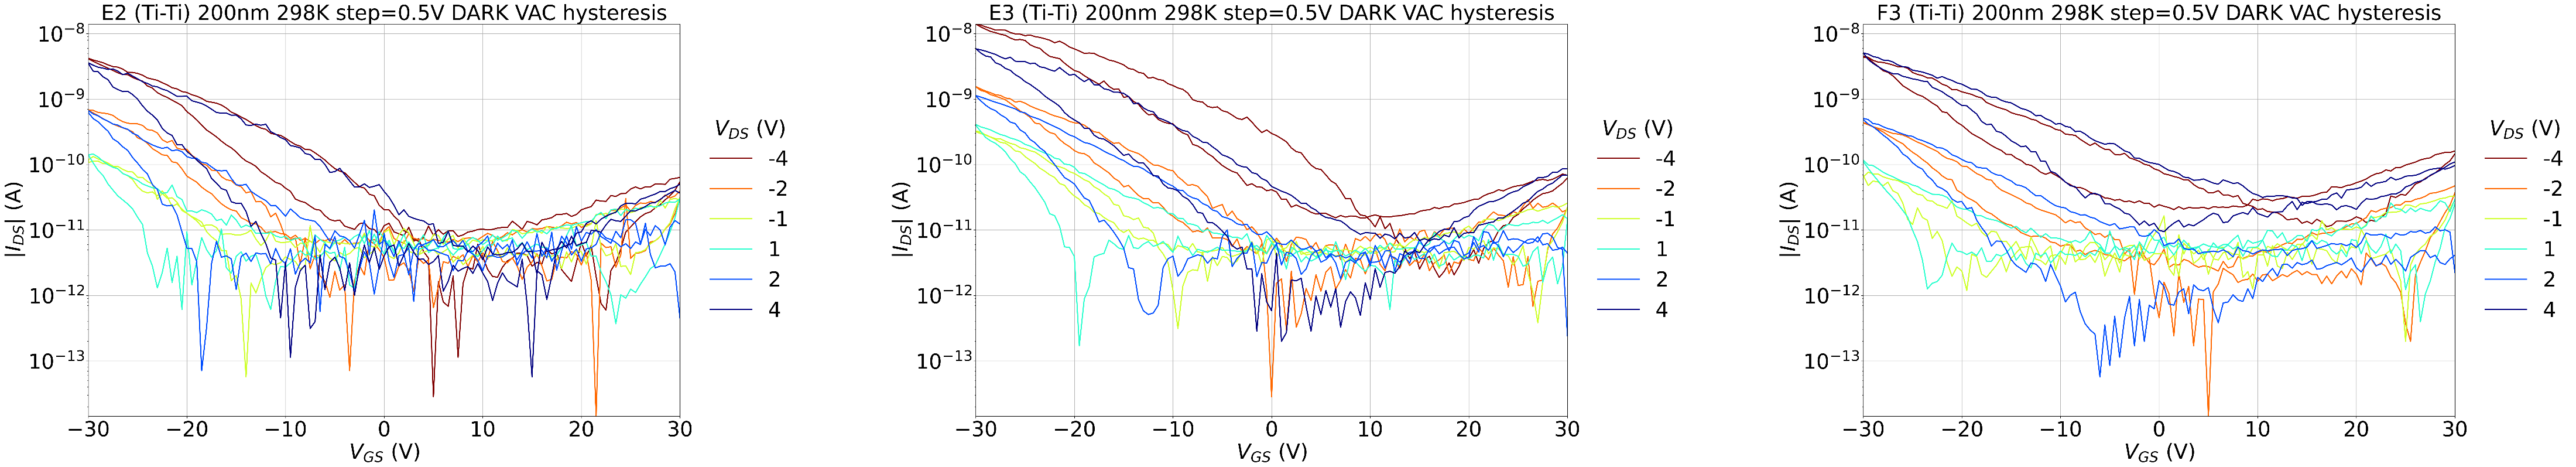 E2 (Ti-Ti) 200nm 298K step=0.5V DARK VAC hysteresis
|I_DS| (A)
10⁻⁸
10⁻⁹
10⁻¹⁰
10⁻¹¹
10⁻¹²
10⁻¹³
−30 −20 −10 0 10 20 30
V_GS (V)
V_DS (V)
-4
-2
-1
1
2
4
E3 (Ti-Ti) 200nm 298K step=0.5V DARK VAC hysteresis
|I_DS| (A)
10⁻⁸
10⁻⁹
10⁻¹⁰
10⁻¹¹
10⁻¹²
10⁻¹³
−30 −20 −10 0 10 20 30
V_GS (V)
V_DS (V)
-4
-2
-1
1
2
4
F3 (Ti-Ti) 200nm 298K step=0.5V DARK VAC hysteresis
|I_DS| (A)
10⁻⁸
10⁻⁹
10⁻¹⁰
10⁻¹¹
10⁻¹²
10⁻¹³
−30 −20 −10 0 10 20 30
V_GS (V)
V_DS (V)
-4
-2
-1
1
2
4